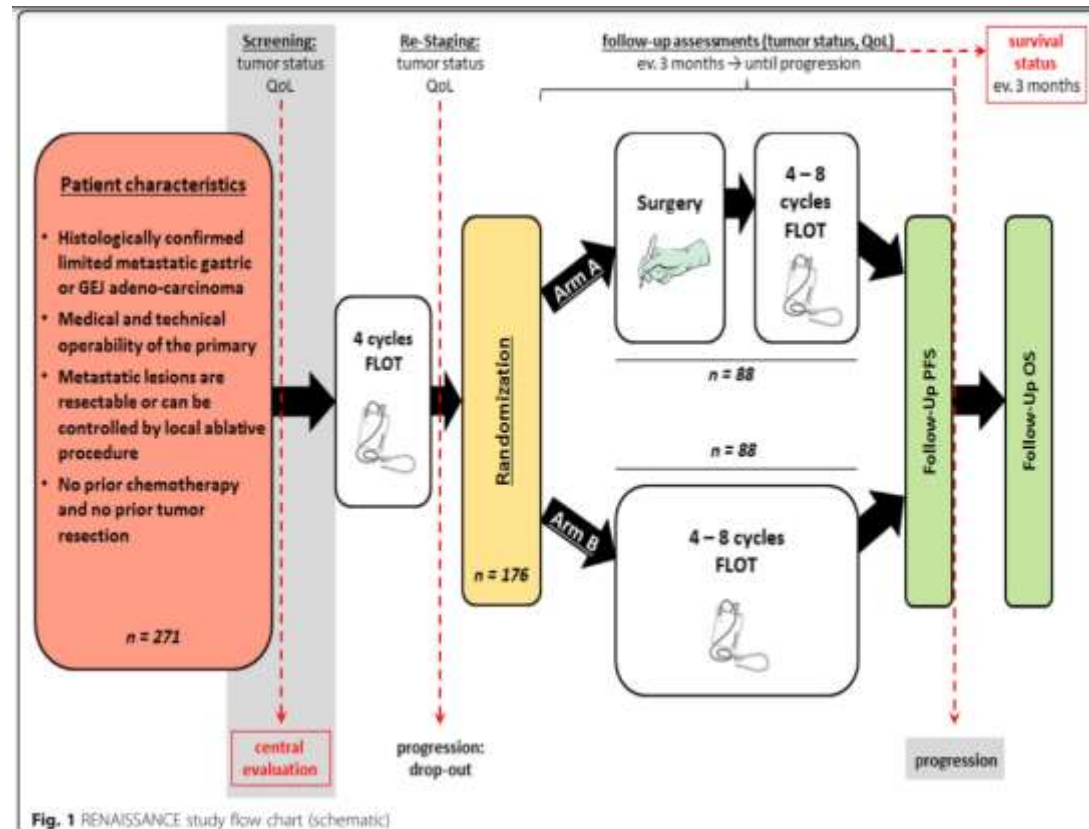 Screening:
tumor status
QoL
Re-Staging:
tumor status
QoL
follow-up assessments (tumor status, QoL)
ev. 3 months → until progression
survival
status
ev. 3 months
Patient characteristics
• Histologically confirmed
limited metastatic gastric
or GEJ adeno-carcinoma
• Medical and technical
operability of the primary
• Metastatic lesions are
resectable or can be
controlled by local ablative
procedure
• No prior chemotherapy
and no prior tumor
resection
n = 271
4 cycles
FLOT
Randomization
n = 176
Arm A
Surgery
4 – 8
cycles
FLOT
n = 88
n = 88
Arm B
4 – 8 cycles
FLOT
Follow-Up PFS
Follow-Up OS
central
evaluation
progression:
drop-out
progression
Fig. 1 RENAISSANCE study flow chart (schematic)